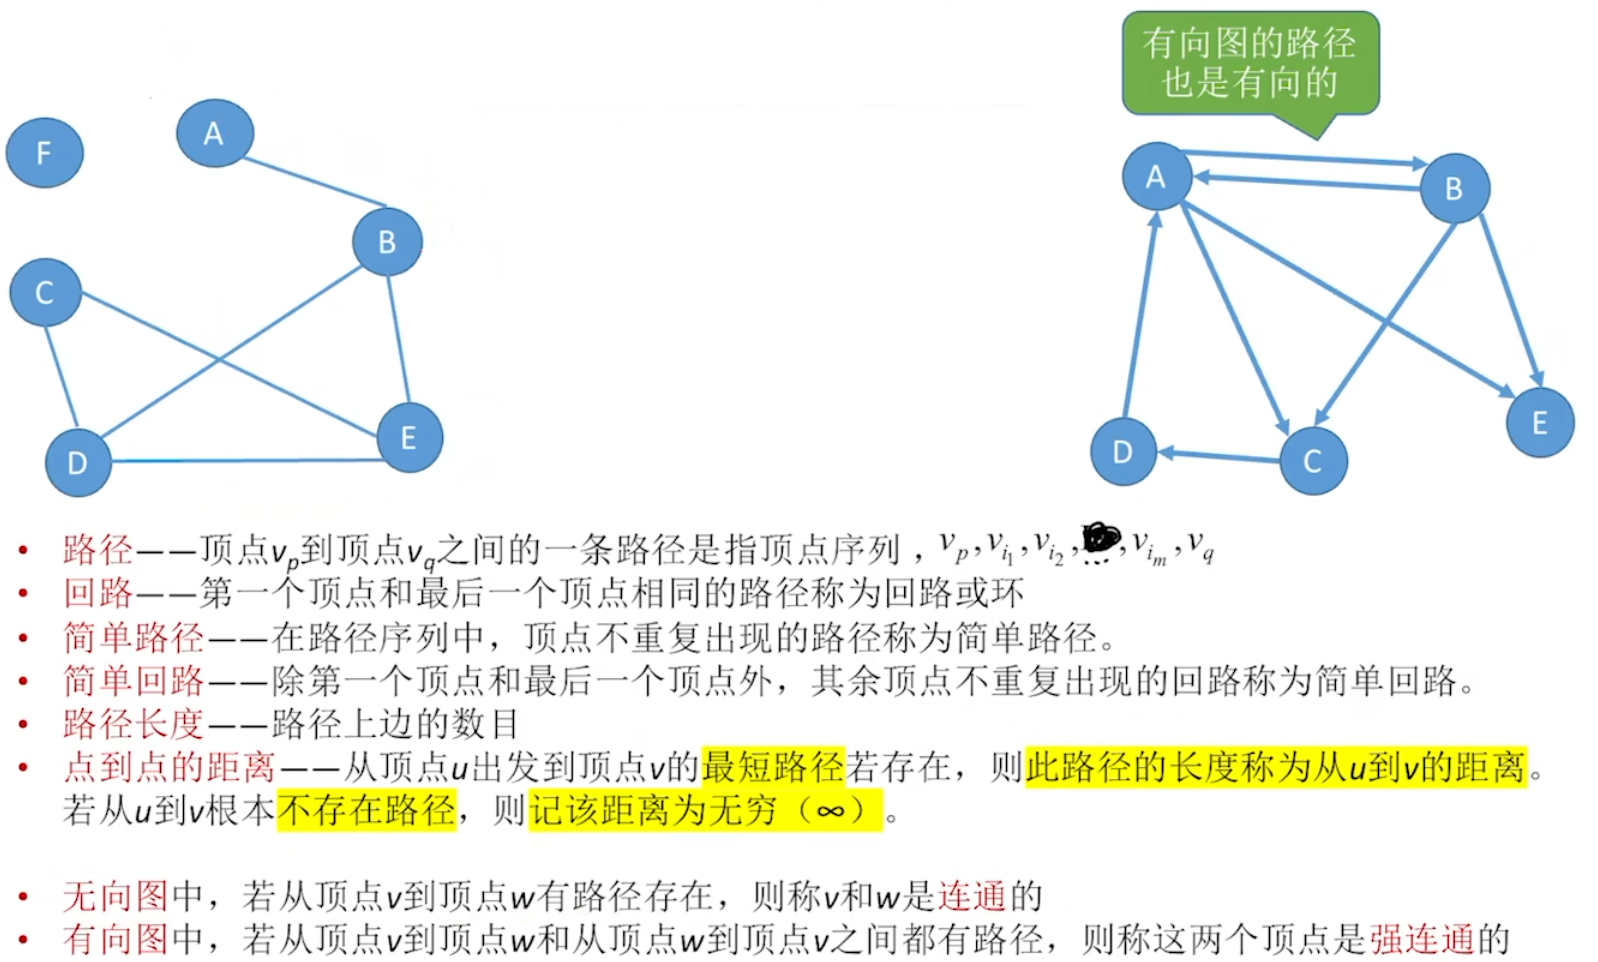 有向图的路径
也是有向的
F
A
B
C
D
E
A
B
D
C
E
• 路径——顶点vp到顶点vq之间的一条路径是指顶点序列，vp,vi1,vi2, ,vim,vq
• 回路——第一个顶点和最后一个顶点相同的路径称为回路或环
• 简单路径——在路径序列中，顶点不重复出现的路径称为简单路径。
• 简单回路——除第一个顶点和最后一个顶点外，其余顶点不重复出现的回路称为简单回路。
• 路径长度——路径上边的数目
• 点到点的距离——从顶点u出发到顶点v的最短路径若存在，则此路径的长度称为从u到v的距离。
若从u到v根本不存在路径，则记该距离为无穷（∞）。
• 无向图中，若从顶点v到顶点w有路径存在，则称v和w是连通的
• 有向图中，若从顶点v到顶点w和从顶点w到顶点v之间都有路径，则称这两个顶点是强连通的